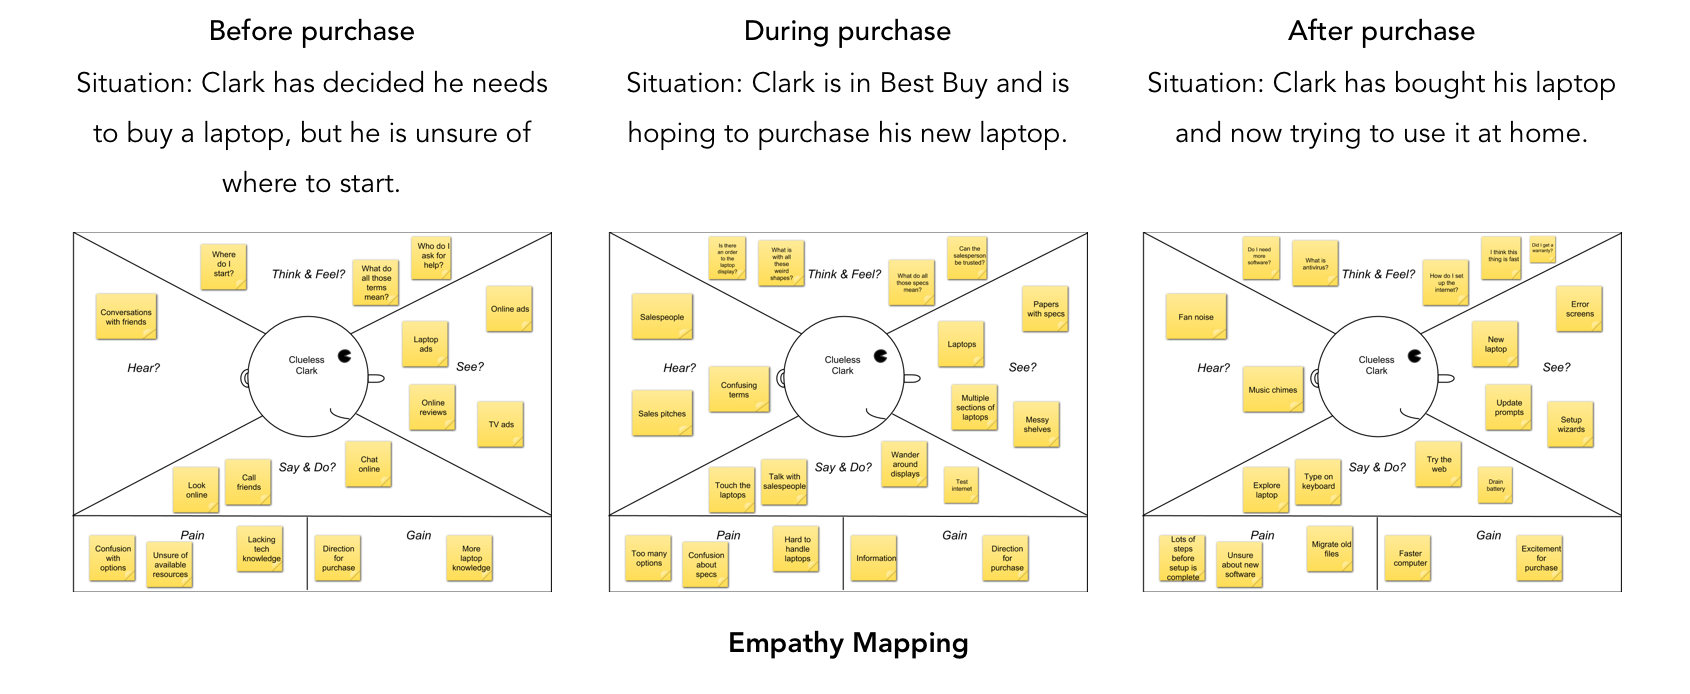 Before purchase
Situation: Clark has decided he needs
to buy a laptop, but he is unsure of
where to start.
Where
do I
start?
Think & Feel?
What do
all those
terms
mean?
Who do I
ask for
help?
Conversations
with friends
Hear?
Clueless
Clark
Online ads
Laptop
ads
See?
Online
reviews
TV ads
Look
online
Call
friends
Say & Do?
Chat
online
Pain
Confusion
with
options
Unsure of
available
resources
Lacking
tech
knowledge
Gain
Direction
for
purchase
More
laptop
knowledge
During purchase
Situation: Clark is in Best Buy and is
hoping to purchase his new laptop.
Is there
an order
to the
laptop
display?
What is
with all
these
weird
shapes?
Think & Feel?
What do all
those specs
mean?
Can the
salesperson
be trusted?
Salespeople
Hear?
Confusing
terms
Sales pitches
Clueless
Clark
Papers
with specs
Laptops
See?
Multiple
sections of
laptops
Messy
shelves
Touch the
laptops
Talk with
salespeople
Say & Do?
Wander
around
displays
Test
internet
Pain
Too many
options
Confusion
about
specs
Hard to
handle
laptops
Gain
Information
Direction
for
purchase
After purchase
Situation: Clark has bought his laptop
and now trying to use it at home.
Do I need
more
software?
What is
antivirus?
Think & Feel?
How do I set
up the
internet?
I think this
thing is fast
Did I get a
warranty?
Fan noise
Hear?
Music chimes
Clueless
Clark
Error
screens
New
laptop
See?
Update
prompts
Setup
wizards
Explore
laptop
Type on
keyboard
Say & Do?
Try the
web
Drain
battery
Pain
Lots of
steps
before
setup is
complete
Unsure
about new
software
Migrate old
files
Gain
Faster
computer
Excitement
for
purchase
Empathy Mapping